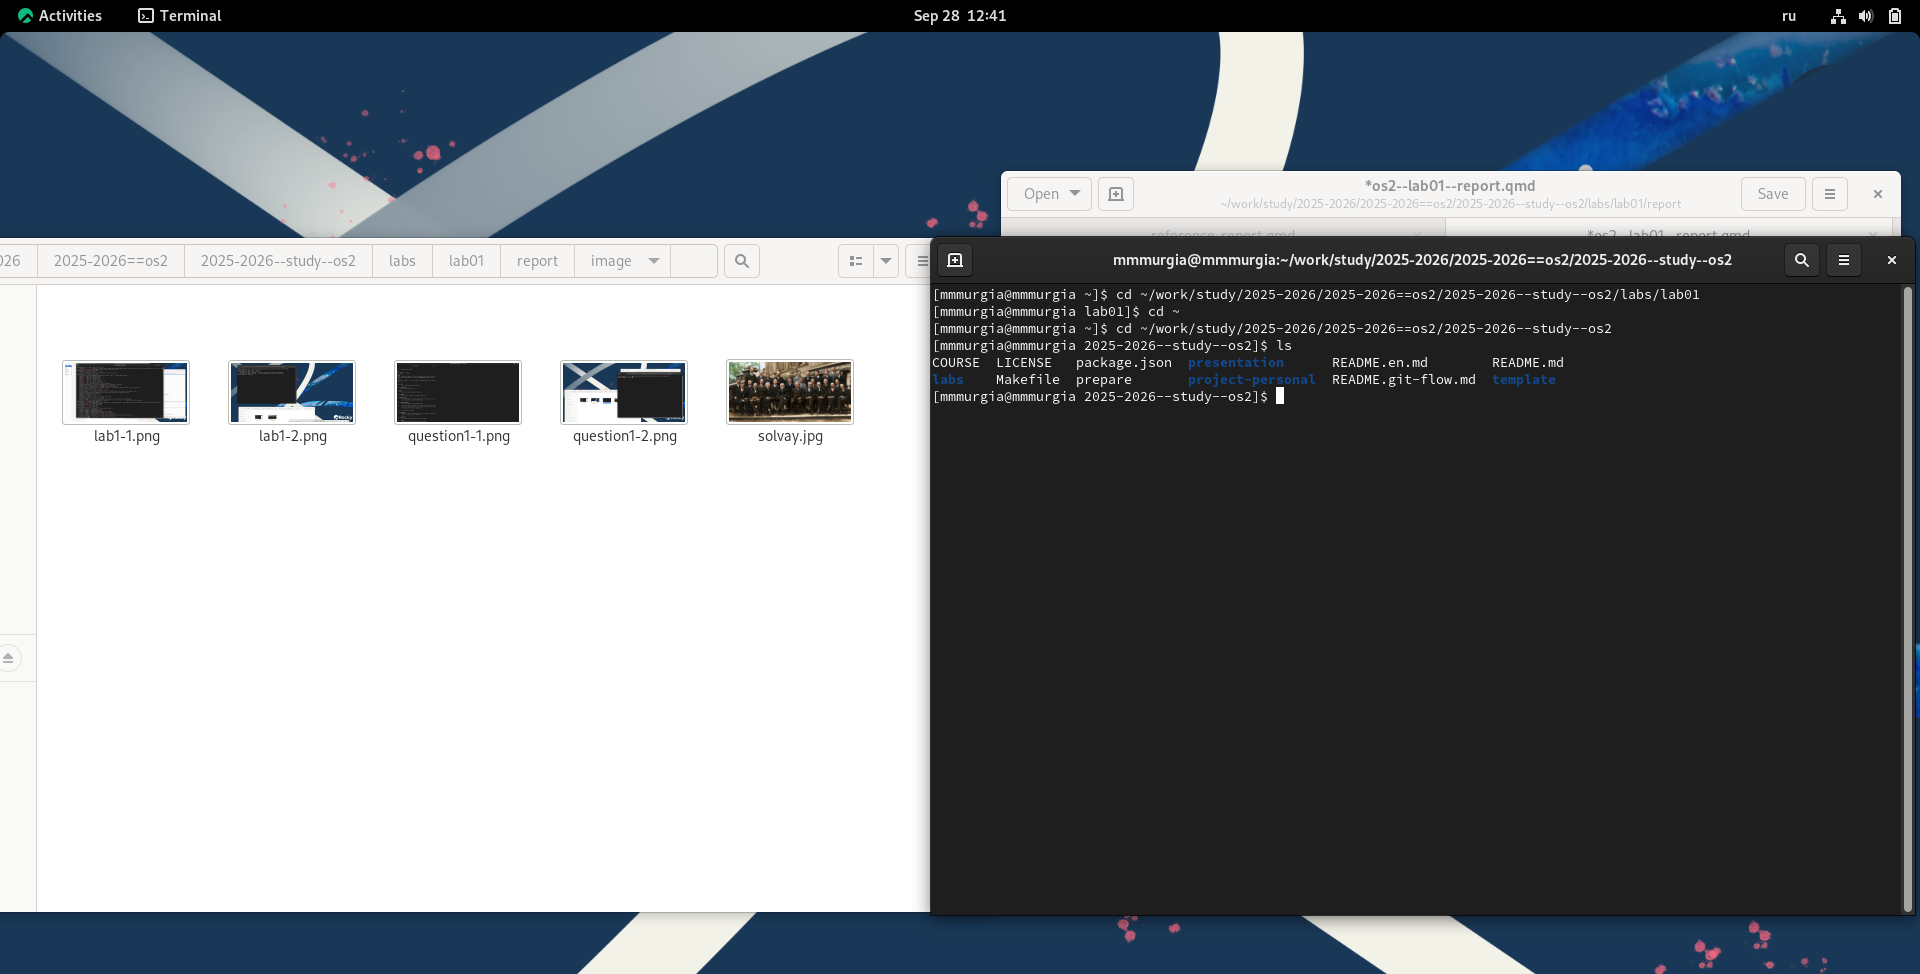 Activities
Terminal
Sep 28 12:41
ru
Open
*os2--lab01--report.qmd
~/work/study/2025-2026/2025-2026==os2/2025-2026--study--os2/labs/lab01/report
Save
reference_report.qmd
*os2--lab01--report.qmd
026
2025-2026==os2
2025-2026--study--os2
labs
lab01
report
image
lab1-1.png
lab1-2.png
question1-1.png
question1-2.png
solvay.jpg
mmmurgia@mmmurgia:~/work/study/2025-2026/2025-2026==os2/2025-2026--study--os2
[mmmurgia@mmmurgia ~]$ cd ~/work/study/2025-2026/2025-2026==os2/2025-2026--study--os2/labs/lab01
[mmmurgia@mmmurgia lab01]$ cd ~
[mmmurgia@mmmurgia ~]$ cd ~/work/study/2025-2026/2025-2026==os2/2025-2026--study--os2
[mmmurgia@mmmurgia 2025-2026--study--os2]$ ls
COURSE LICENSE package.json presentation README.en.md README.md
labs Makefile prepare project-personal README.git-flow.md template
[mmmurgia@mmmurgia 2025-2026--study--os2]$